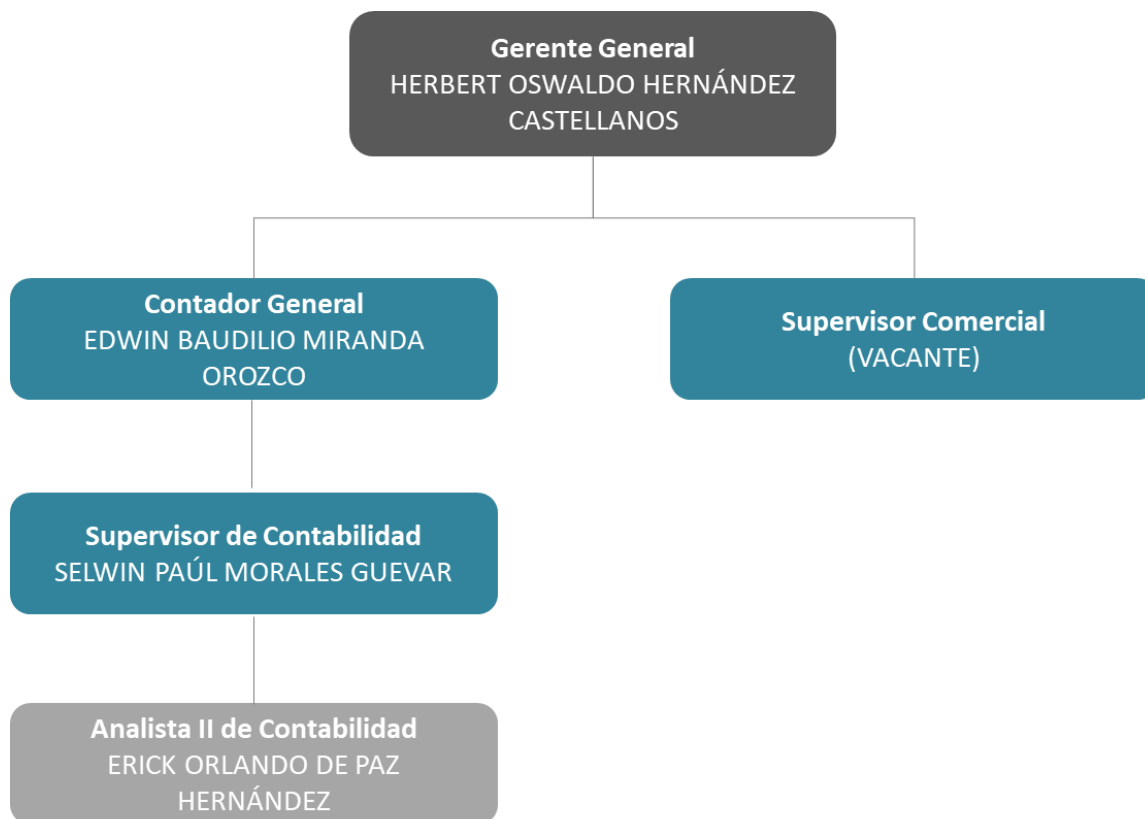 Gerente General
HERBERT OSWALDO HERNÁNDEZ
CASTELLANOS
Contador General
EDWIN BAUDILIO MIRANDA
OROZCO
Supervisor Comercial
(VACANTE)
Supervisor de Contabilidad
SELWIN PAÚL MORALES GUEVAR
Analista II de Contabilidad
ERICK ORLANDO DE PAZ
HERNÁNDEZ